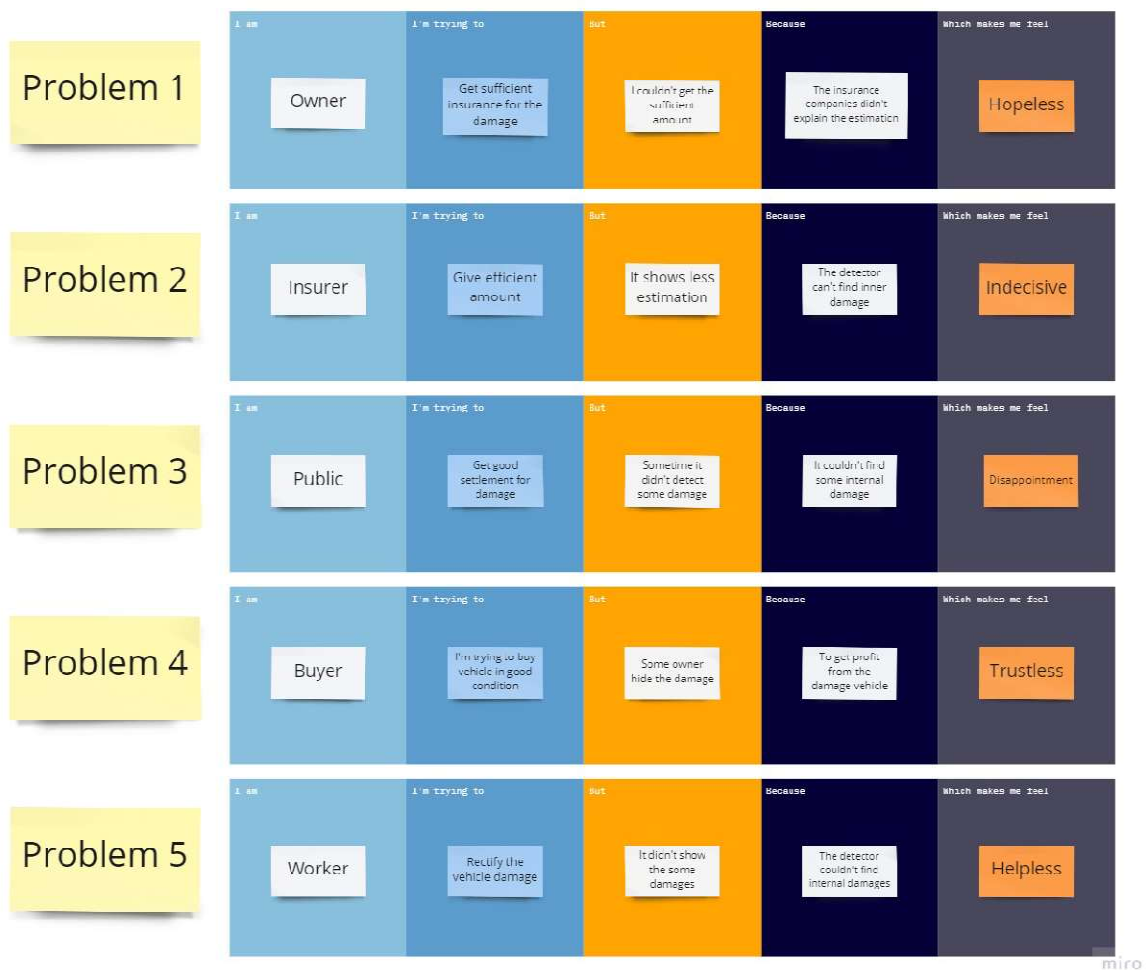 I am
I'm trying to
But
Because
Which makes me feel
Problem 1
Owner
Get sufficient
insurance for the
damage
I couldn't get the
sufficient
amount
The insurance
companies didn't
explain the estimation
Hopeless
I am
I'm trying to
But
Because
Which makes me feel
Problem 2
Insurer
Give efficient
amount
It shows less
estimation
The detector
can't find inner
damage
Indecisive
I am
I'm trying to
But
Because
Which makes me feel
Problem 3
Public
Get good
settlement for
damage
Sometime it
didn't detect
some damage
It couldn't find
some internal
damage
Disappointment
I am
I'm trying to
But
Because
Which makes me feel
Problem 4
Buyer
I'm trying to buy
vehicle in good
condition
Some owner
hide the damage
To get profit
from the
damage vehicle
Trustless
I am
I'm trying to
But
Because
Which makes me feel
Problem 5
Worker
Rectify the
vehicle damage
It didn't show
the some
damages
The detector
couldn't find
internal damages
Helpless
miro